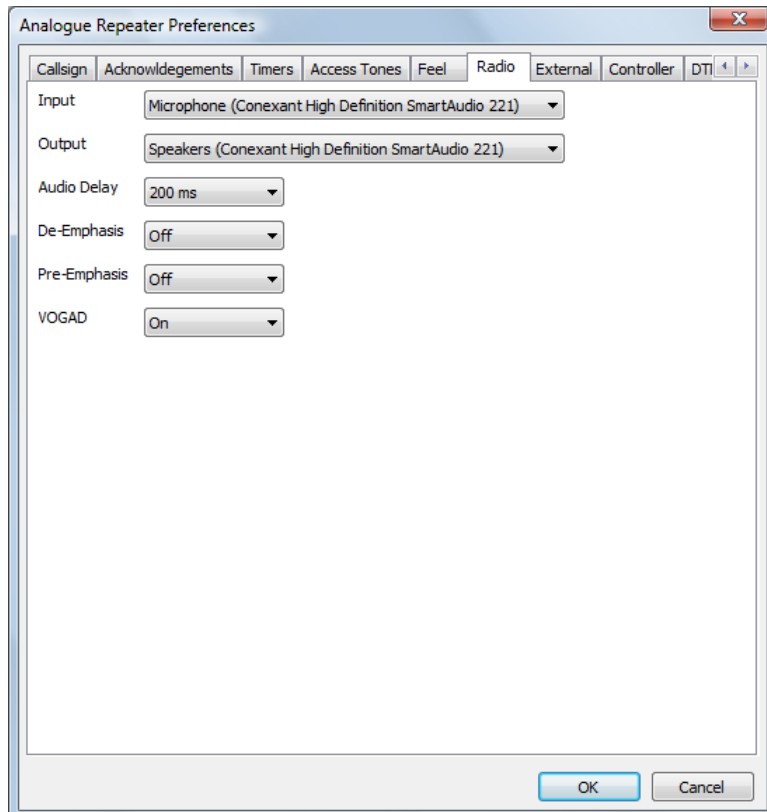 Analogue Repeater Preferences
Callsign Acknowldegements Timers Access Tones Feel Radio External Controller DTI
Input Microphone (Conexant High Definition SmartAudio 221)
Output Speakers (Conexant High Definition SmartAudio 221)
Audio Delay 200 ms
De-Emphasis Off
Pre-Emphasis Off
VOGAD On
OK Cancel